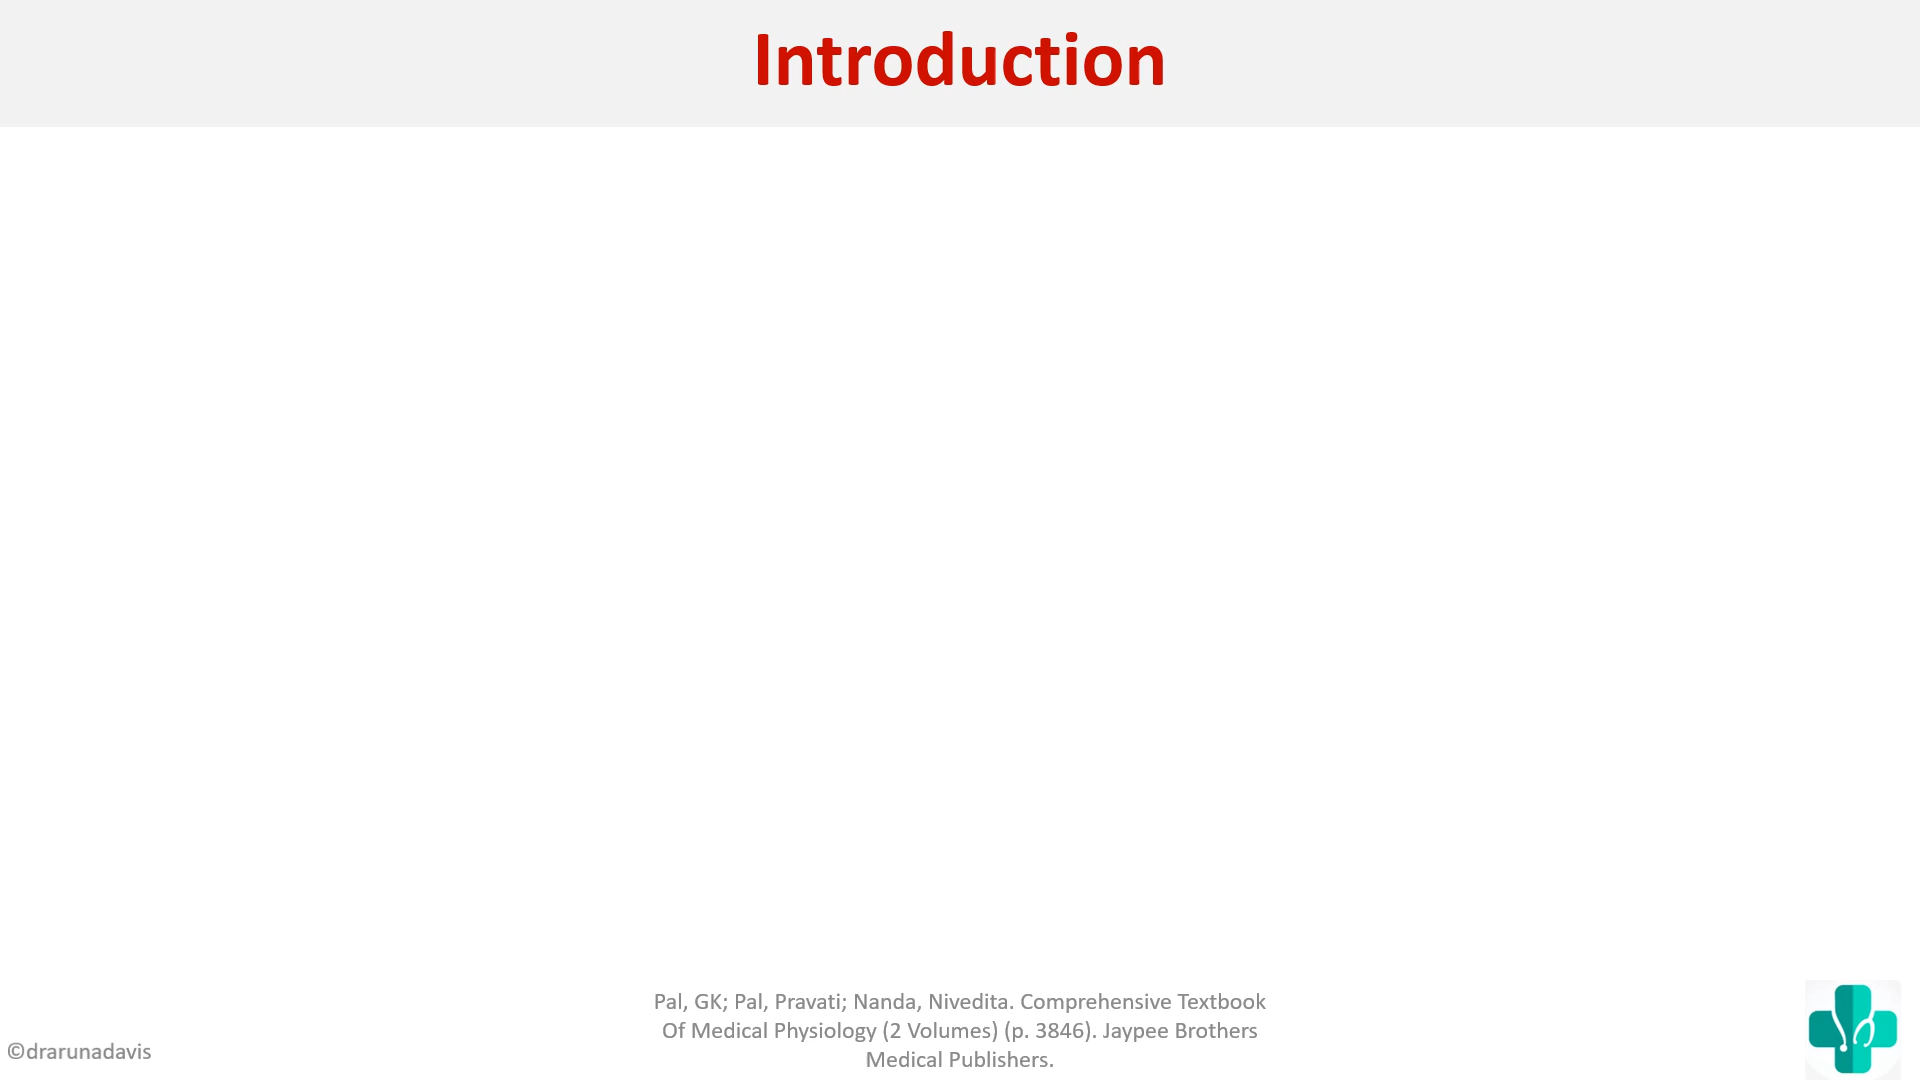 Introduction
Pal, GK; Pal, Pravati; Nanda, Nivedita. Comprehensive Textbook
Of Medical Physiology (2 Volumes) (p. 3846). Jaypee Brothers
Medical Publishers.
©drarunadavis